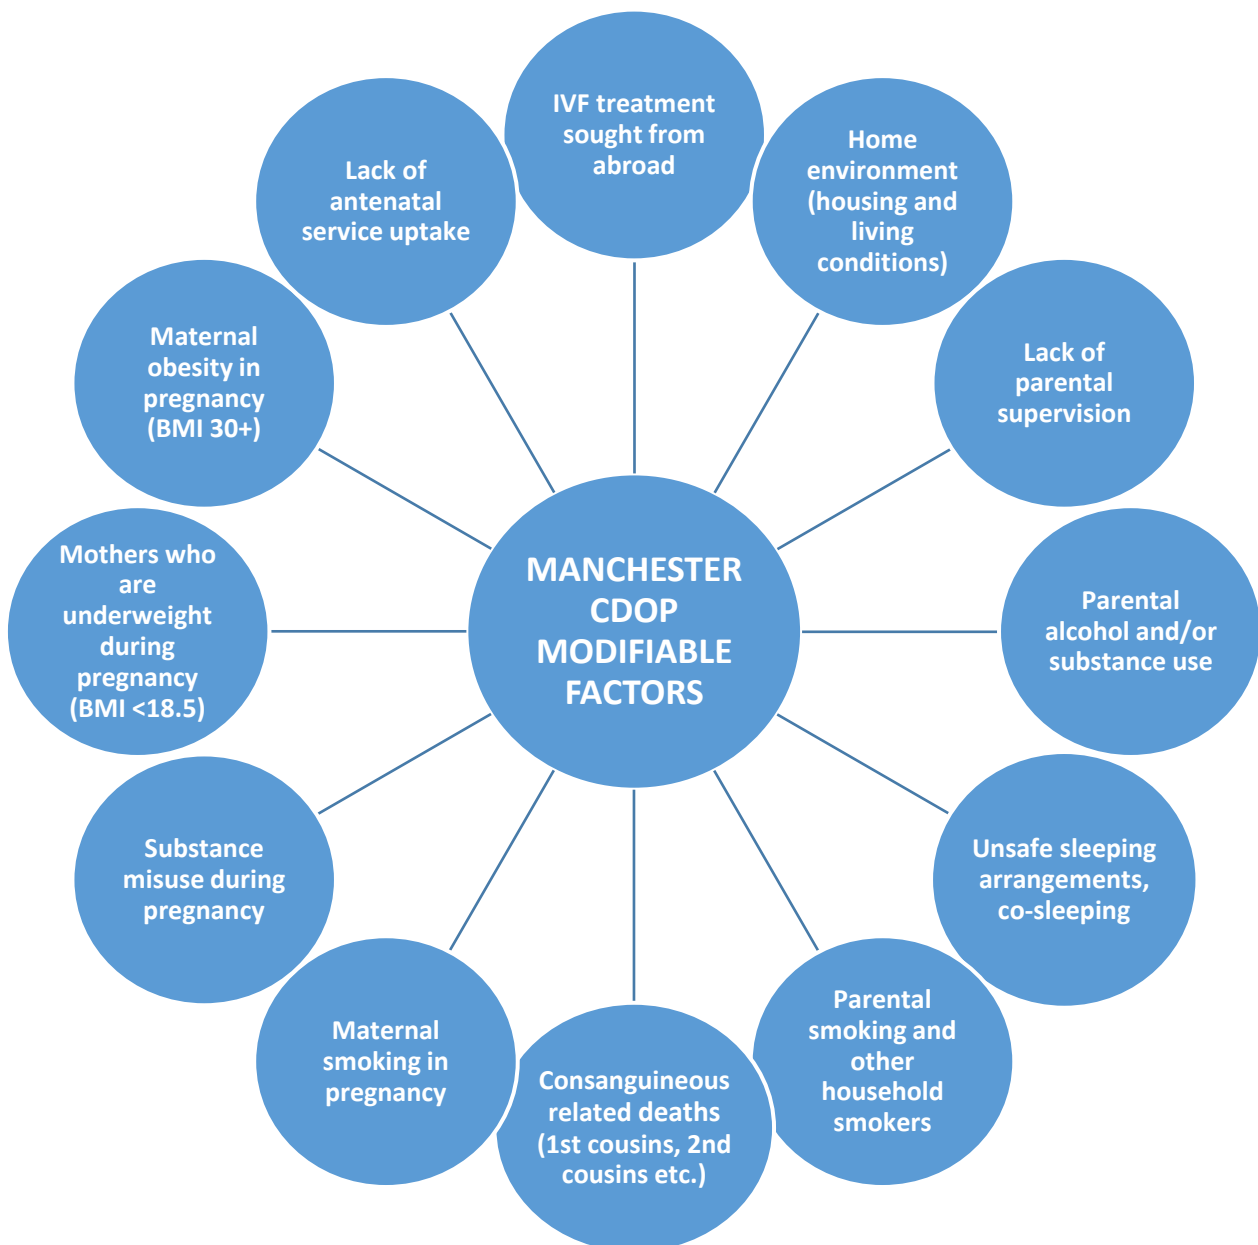 IVF treatment
sought from
abroad
Home
environment
(housing and
living
conditions)
Lack of
parental
supervision
Parental
alcohol and/or
substance use
Unsafe sleeping
arrangements,
co-sleeping
Parental
smoking and
other
household
smokers
Consanguineous
related deaths
(1st cousins, 2nd
cousins etc.)
Maternal
smoking in
pregnancy
Substance
misuse during
pregnancy
Mothers who
are
underweight
during
pregnancy
(BMI <18.5)
Maternal
obesity in
pregnancy
(BMI 30+)
Lack of
antenatal
service uptake
MANCHESTER
CDOP
MODIFIABLE
FACTORS